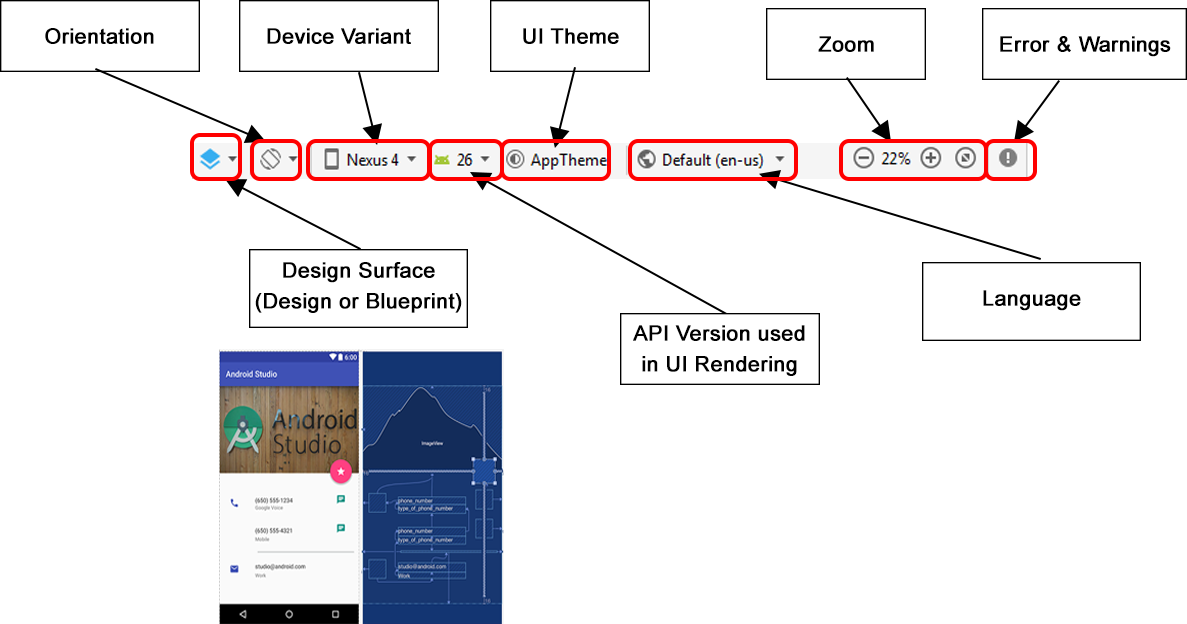 Orientation
Device Variant
UI Theme
Zoom
Error & Warnings
Nexus 4
26
AppTheme
Default (en-us)
22%
Design Surface
(Design or Blueprint)
API Version used
in UI Rendering
Language
6:00
Android Studio
Android
Studio
(650) 555-1234
Google Voice
(650) 555-4321
Mobile
studio@android.com
Work
ImageView
phone_number
type_of_phone_number
phone_number
type_of_phone_number
studio@android.com
Work